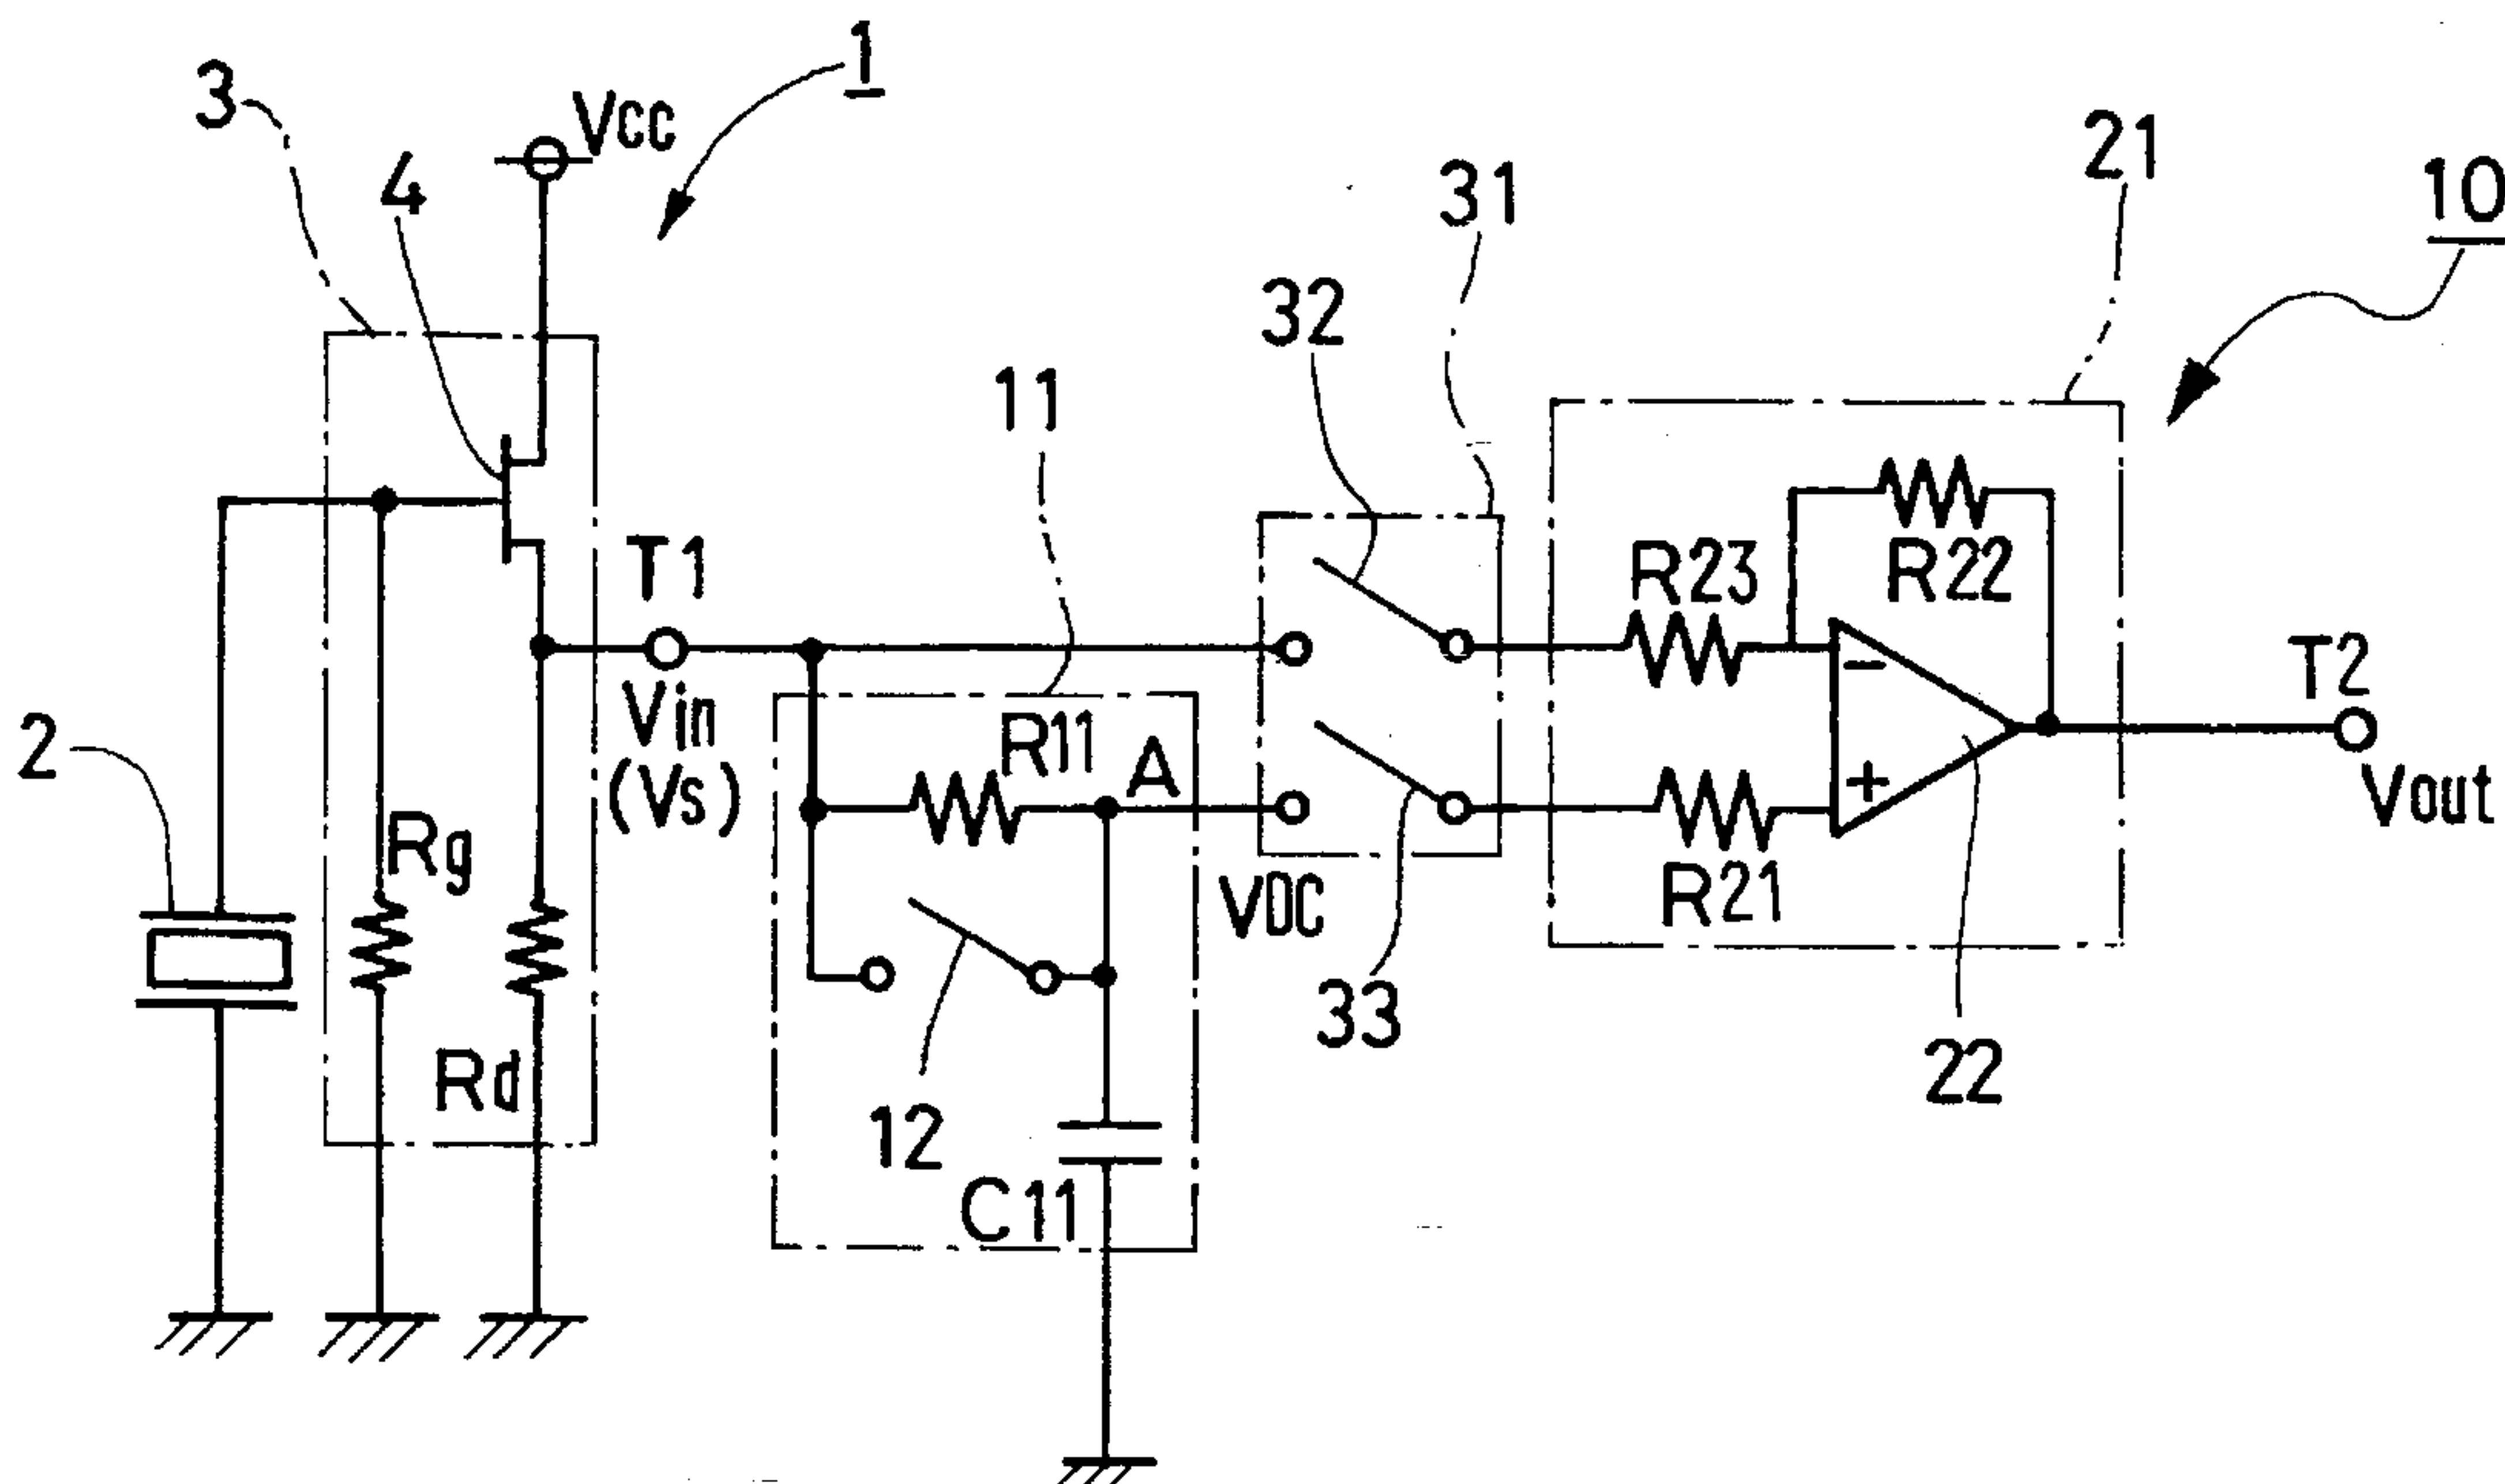 1
3
Vcc
4
21
10
31
32
11
T1
R23
R22
T2
Vin
(Vs)
2
R11
A
−
+
Vout
Rg
VDC
R21
33
Rd
12
22
C11